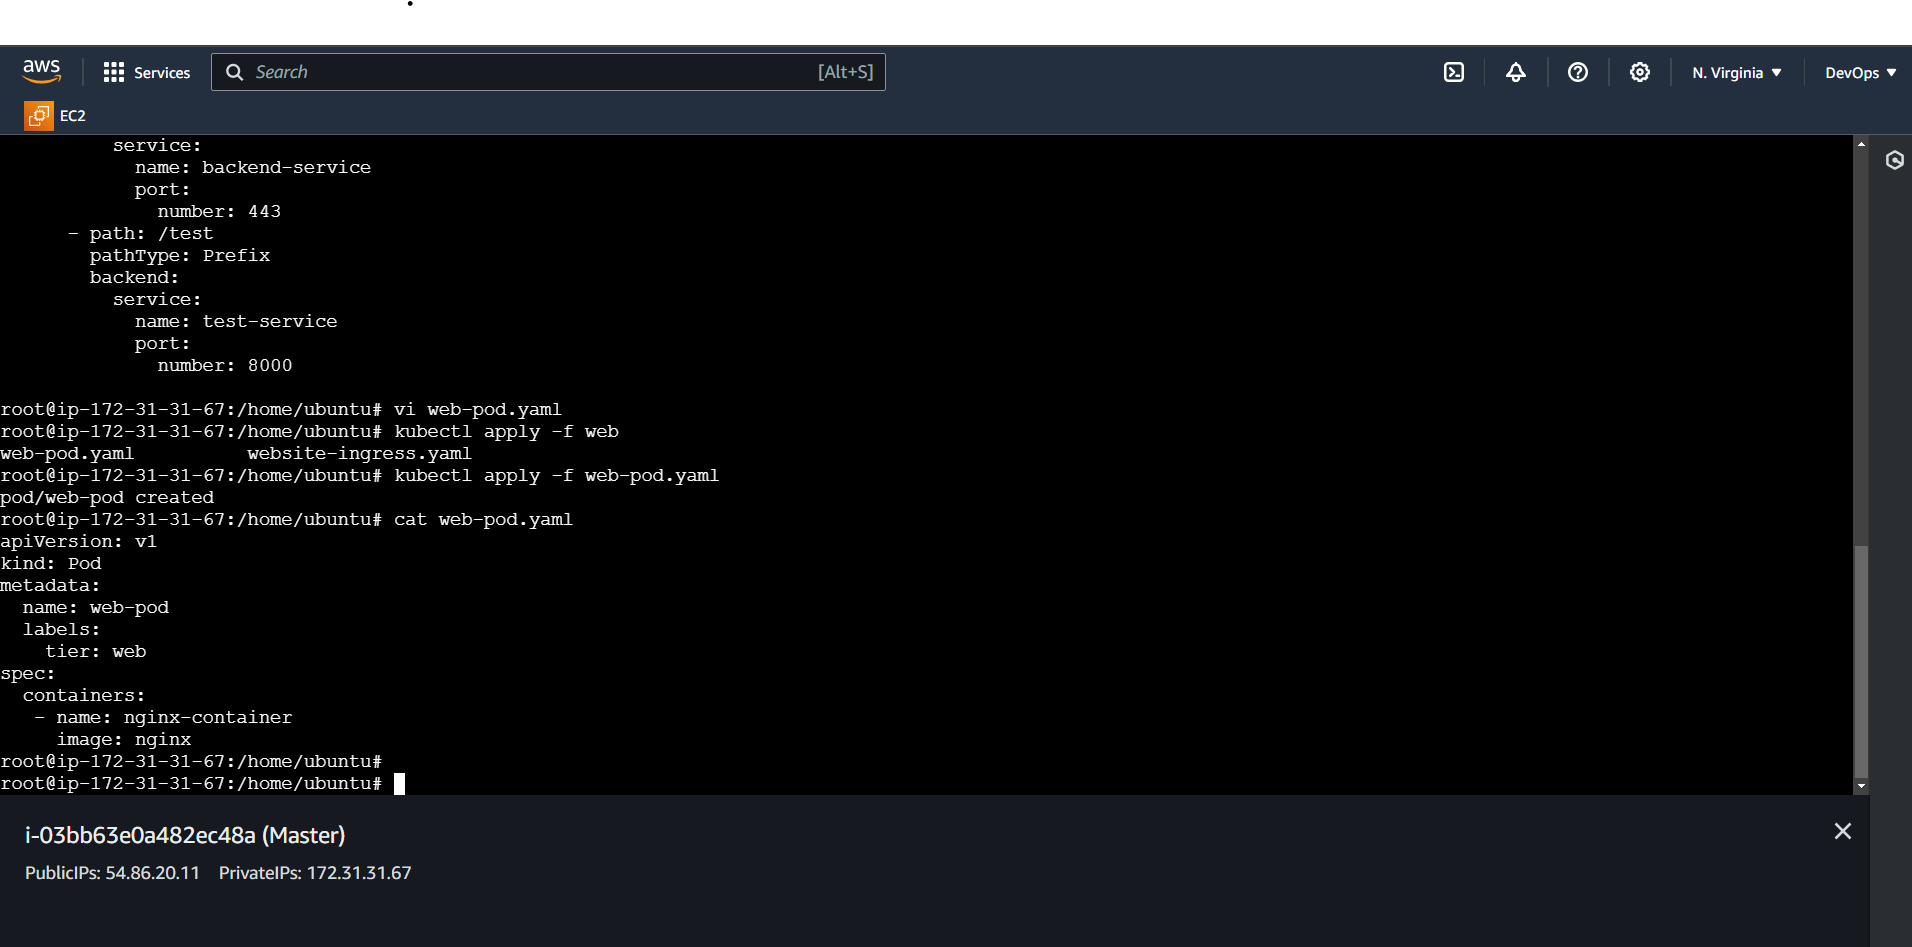 aws
Services
Search
[Alt+S]
N. Virginia
DevOps
EC2
          service:
            name: backend-service
            port:
              number: 443
      - path: /test
        pathType: Prefix
        backend:
          service:
            name: test-service
            port:
              number: 8000
root@ip-172-31-31-67:/home/ubuntu# vi web-pod.yaml
root@ip-172-31-31-67:/home/ubuntu# kubectl apply -f web
web-pod.yaml          website-ingress.yaml
root@ip-172-31-31-67:/home/ubuntu# kubectl apply -f web-pod.yaml
pod/web-pod created
root@ip-172-31-31-67:/home/ubuntu# cat web-pod.yaml
apiVersion: v1
kind: Pod
metadata:
  name: web-pod
  labels:
    tier: web
spec:
  containers:
   - name: nginx-container
     image: nginx
root@ip-172-31-31-67:/home/ubuntu#
root@ip-172-31-31-67:/home/ubuntu#
i-03bb63e0a482ec48a (Master)
PublicIPs: 54.86.20.11   PrivateIPs: 172.31.31.67